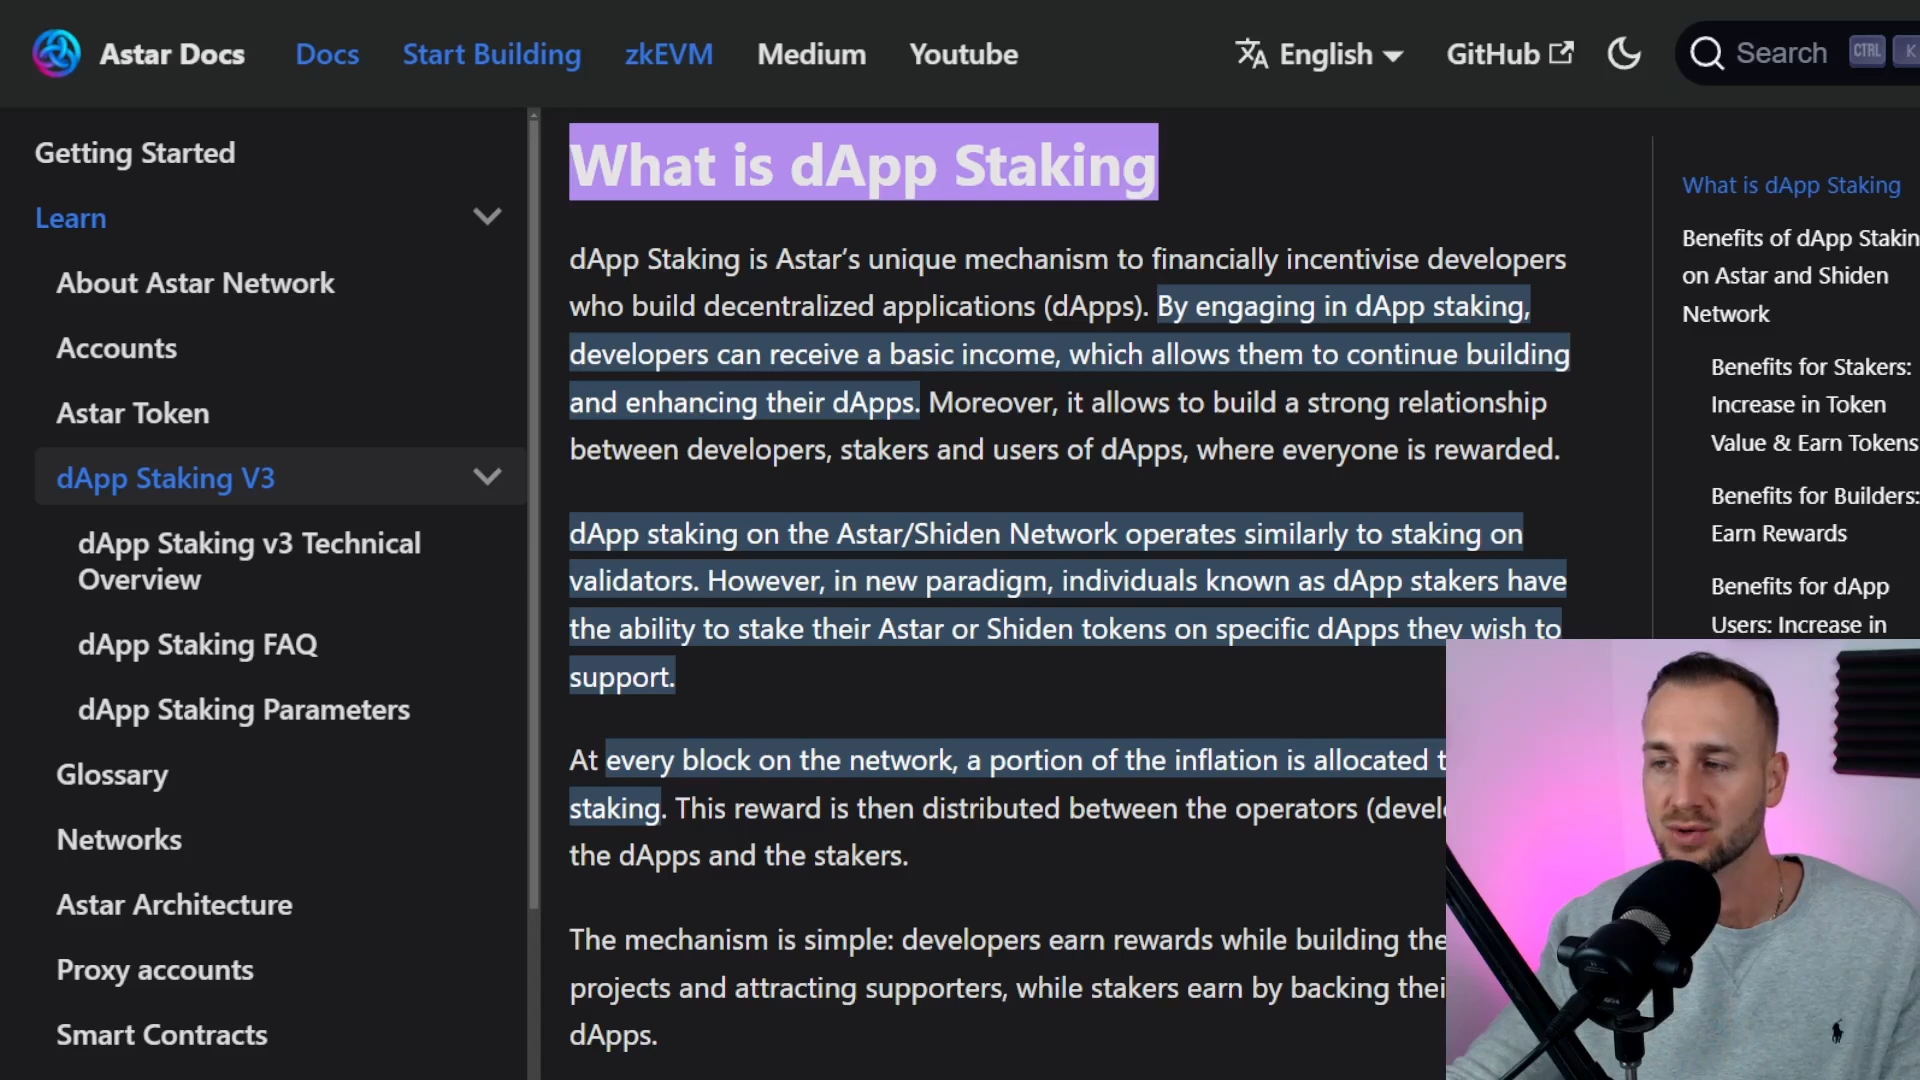 Astar Docs Docs Start Building zkEVM Medium Youtube English GitHub Search CTRL K
Getting Started
Learn
About Astar Network
Accounts
Astar Token
dApp Staking V3
dApp Staking v3 Technical
Overview
dApp Staking FAQ
dApp Staking Parameters
Glossary
Networks
Astar Architecture
Proxy accounts
Smart Contracts
What is dApp Staking
dApp Staking is Astar’s unique mechanism to financially incentivise developers
who build decentralized applications (dApps). By engaging in dApp staking,
developers can receive a basic income, which allows them to continue building
and enhancing their dApps. Moreover, it allows to build a strong relationship
between developers, stakers and users of dApps, where everyone is rewarded.
dApp staking on the Astar/Shiden Network operates similarly to staking on
validators. However, in new paradigm, individuals known as dApp stakers have
the ability to stake their Astar or Shiden tokens on specific dApps they wish to
support.
At every block on the network, a portion of the inflation is allocated t
staking. This reward is then distributed between the operators (devel
the dApps and the stakers.
The mechanism is simple: developers earn rewards while building the
projects and attracting supporters, while stakers earn by backing thei
dApps.
What is dApp Staking
Benefits of dApp Stakin
on Astar and Shiden
Network
Benefits for Stakers:
Increase in Token
Value & Earn Tokens
Benefits for Builders:
Earn Rewards
Benefits for dApp
Users: Increase in